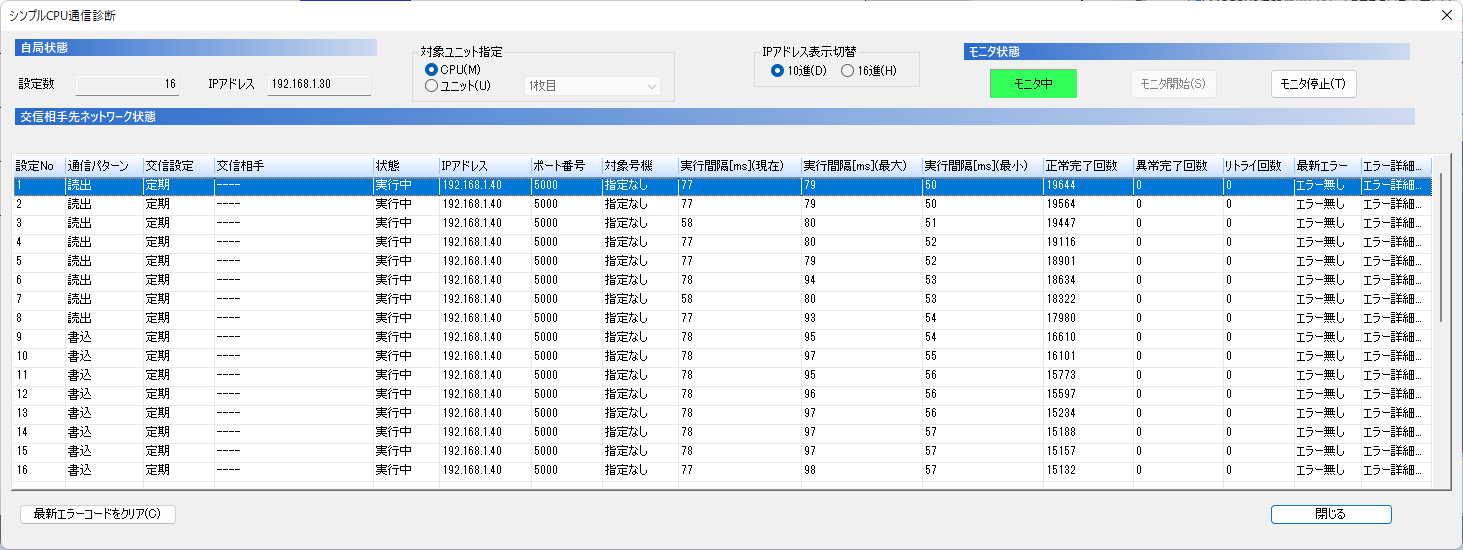 シンプルCPU通信診断
自局状態
設定数 16 IPアドレス 192.168.1.30
対象ユニット指定
CPU(M)
ユニット(U) 1枚目
IPアドレス表示切替
10進(D) 16進(H)
モニタ状態
モニタ中 モニタ開始(S) モニタ停止(T)
交信相手先ネットワーク状態
設定No 通信パターン 交信設定 交信相手 状態 IPアドレス ポート番号 対象号機 実行間隔[ms](現在) 実行間隔[ms](最大) 実行間隔[ms](最小) 正常完了回数 異常完了回数 リトライ回数 最新エラー エラー詳細...
1 読出 定期 ---- 実行中 192.168.1.40 5000 指定なし 77 79 50 19644 0 0 エラー無し エラー詳細...
2 読出 定期 ---- 実行中 192.168.1.40 5000 指定なし 77 79 50 19564 0 0 エラー無し エラー詳細...
3 読出 定期 ---- 実行中 192.168.1.40 5000 指定なし 58 80 51 19447 0 0 エラー無し エラー詳細...
4 読出 定期 ---- 実行中 192.168.1.40 5000 指定なし 77 80 52 19116 0 0 エラー無し エラー詳細...
5 読出 定期 ---- 実行中 192.168.1.40 5000 指定なし 77 79 52 18901 0 0 エラー無し エラー詳細...
6 読出 定期 ---- 実行中 192.168.1.40 5000 指定なし 78 94 53 18634 0 0 エラー無し エラー詳細...
7 読出 定期 ---- 実行中 192.168.1.40 5000 指定なし 58 80 53 18322 0 0 エラー無し エラー詳細...
8 読出 定期 ---- 実行中 192.168.1.40 5000 指定なし 77 93 54 17980 0 0 エラー無し エラー詳細...
9 書込 定期 ---- 実行中 192.168.1.40 5000 指定なし 78 95 54 16610 0 0 エラー無し エラー詳細...
10 書込 定期 ---- 実行中 192.168.1.40 5000 指定なし 78 97 55 16101 0 0 エラー無し エラー詳細...
11 書込 定期 ---- 実行中 192.168.1.40 5000 指定なし 78 95 56 15773 0 0 エラー無し エラー詳細...
12 書込 定期 ---- 実行中 192.168.1.40 5000 指定なし 78 96 56 15597 0 0 エラー無し エラー詳細...
13 書込 定期 ---- 実行中 192.168.1.40 5000 指定なし 78 97 56 15234 0 0 エラー無し エラー詳細...
14 書込 定期 ---- 実行中 192.168.1.40 5000 指定なし 78 97 57 15188 0 0 エラー無し エラー詳細...
15 書込 定期 ---- 実行中 192.168.1.40 5000 指定なし 78 97 57 15157 0 0 エラー無し エラー詳細...
16 書込 定期 ---- 実行中 192.168.1.40 5000 指定なし 77 98 57 15132 0 0 エラー無し エラー詳細...
最新エラーコードをクリア(C) 閉じる